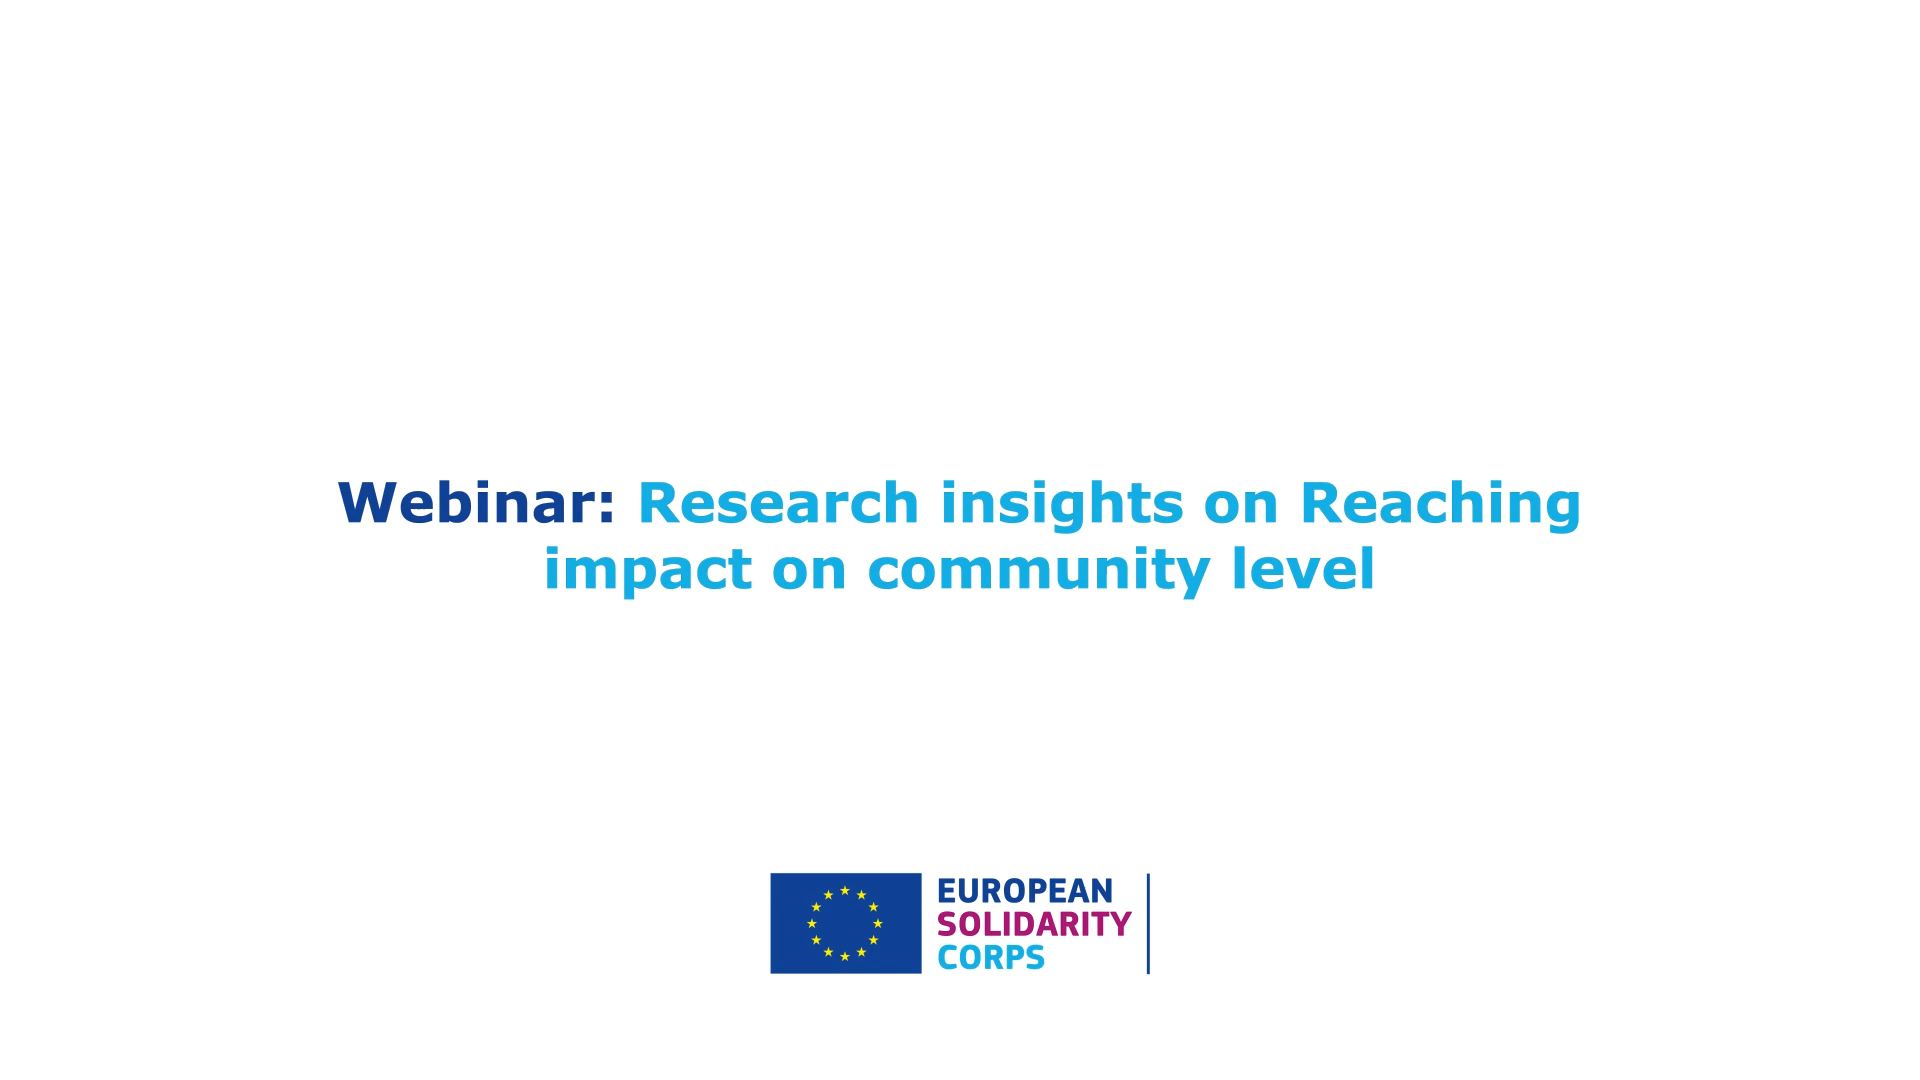 Webinar: Research insights on Reaching
impact on community level
EUROPEAN
SOLIDARITY
CORPS